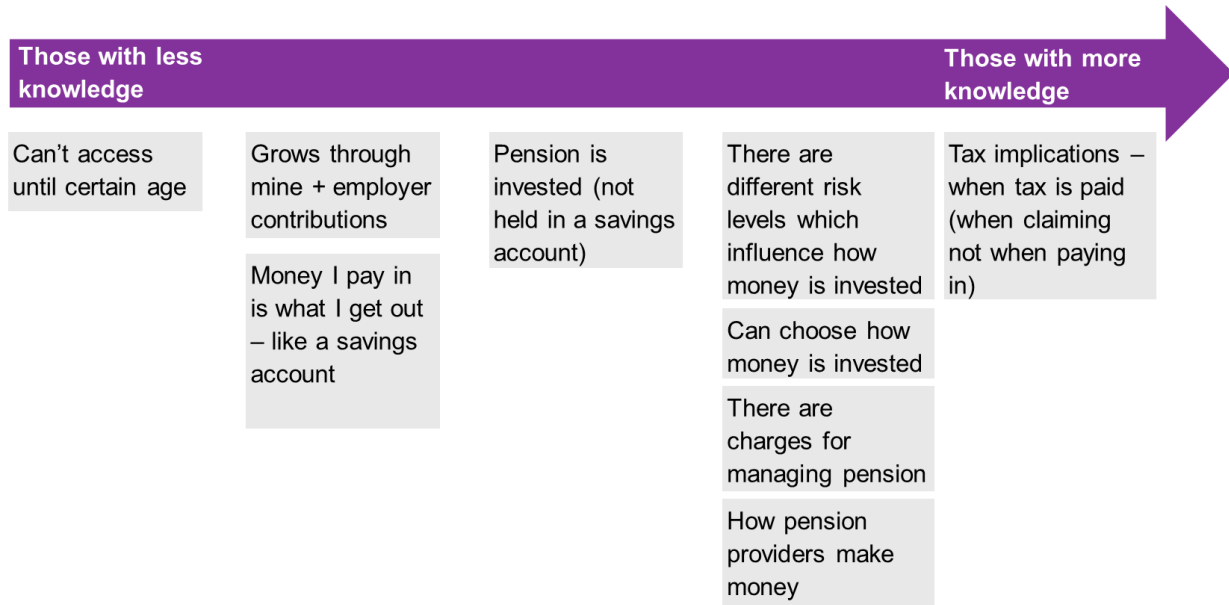 Those with less
knowledge
Those with more
knowledge
Can’t access
until certain age
Grows through
mine + employer
contributions
Money I pay in
is what I get out
– like a savings
account
Pension is
invested (not
held in a savings
account)
There are
different risk
levels which
influence how
money is invested
Can choose how
money is invested
There are
charges for
managing pension
How pension
providers make
money
Tax implications –
when tax is paid
(when claiming
not when paying
in)